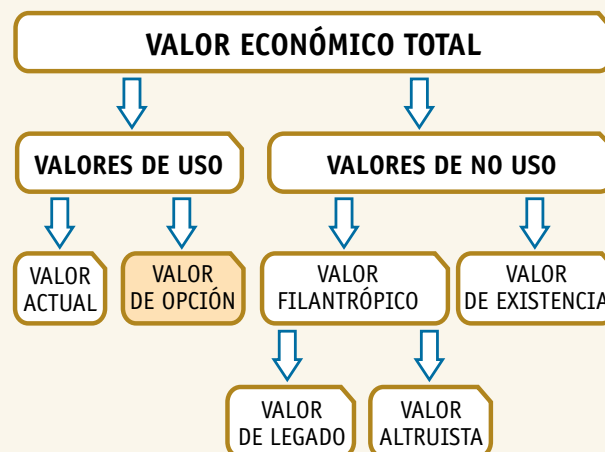 VALOR ECONÓMICO TOTAL
VALORES DE USO
VALORES DE NO USO
VALOR
ACTUAL
VALOR
DE OPCIÓN
VALOR
FILANTRÓPICO
VALOR
DE EXISTENCIA
VALOR
DE LEGADO
VALOR
ALTRUISTA